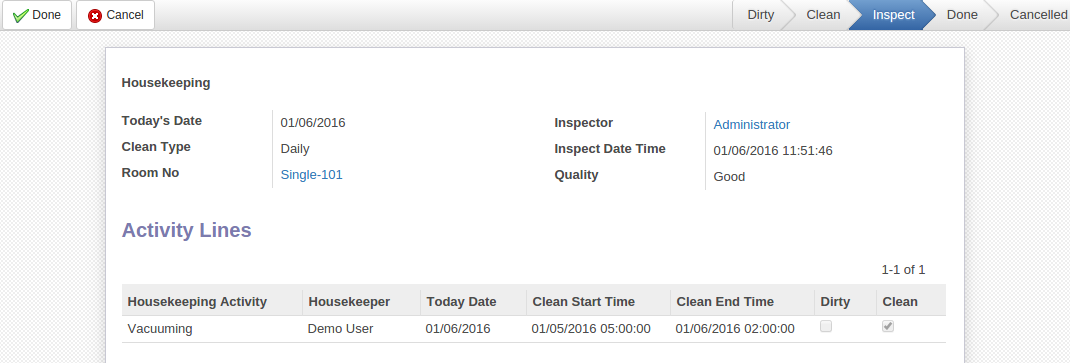 Done Cancel Dirty Clean Inspect Done Cancelled
Housekeeping
Today's Date 01/06/2016 Inspector Administrator
Clean Type Daily Inspect Date Time 01/06/2016 11:51:46
Room No Single-101 Quality Good
Activity Lines
1-1 of 1
Housekeeping Activity Housekeeper Today Date Clean Start Time Clean End Time Dirty Clean
Vacuuming Demo User 01/06/2016 01/05/2016 05:00:00 01/06/2016 02:00:00